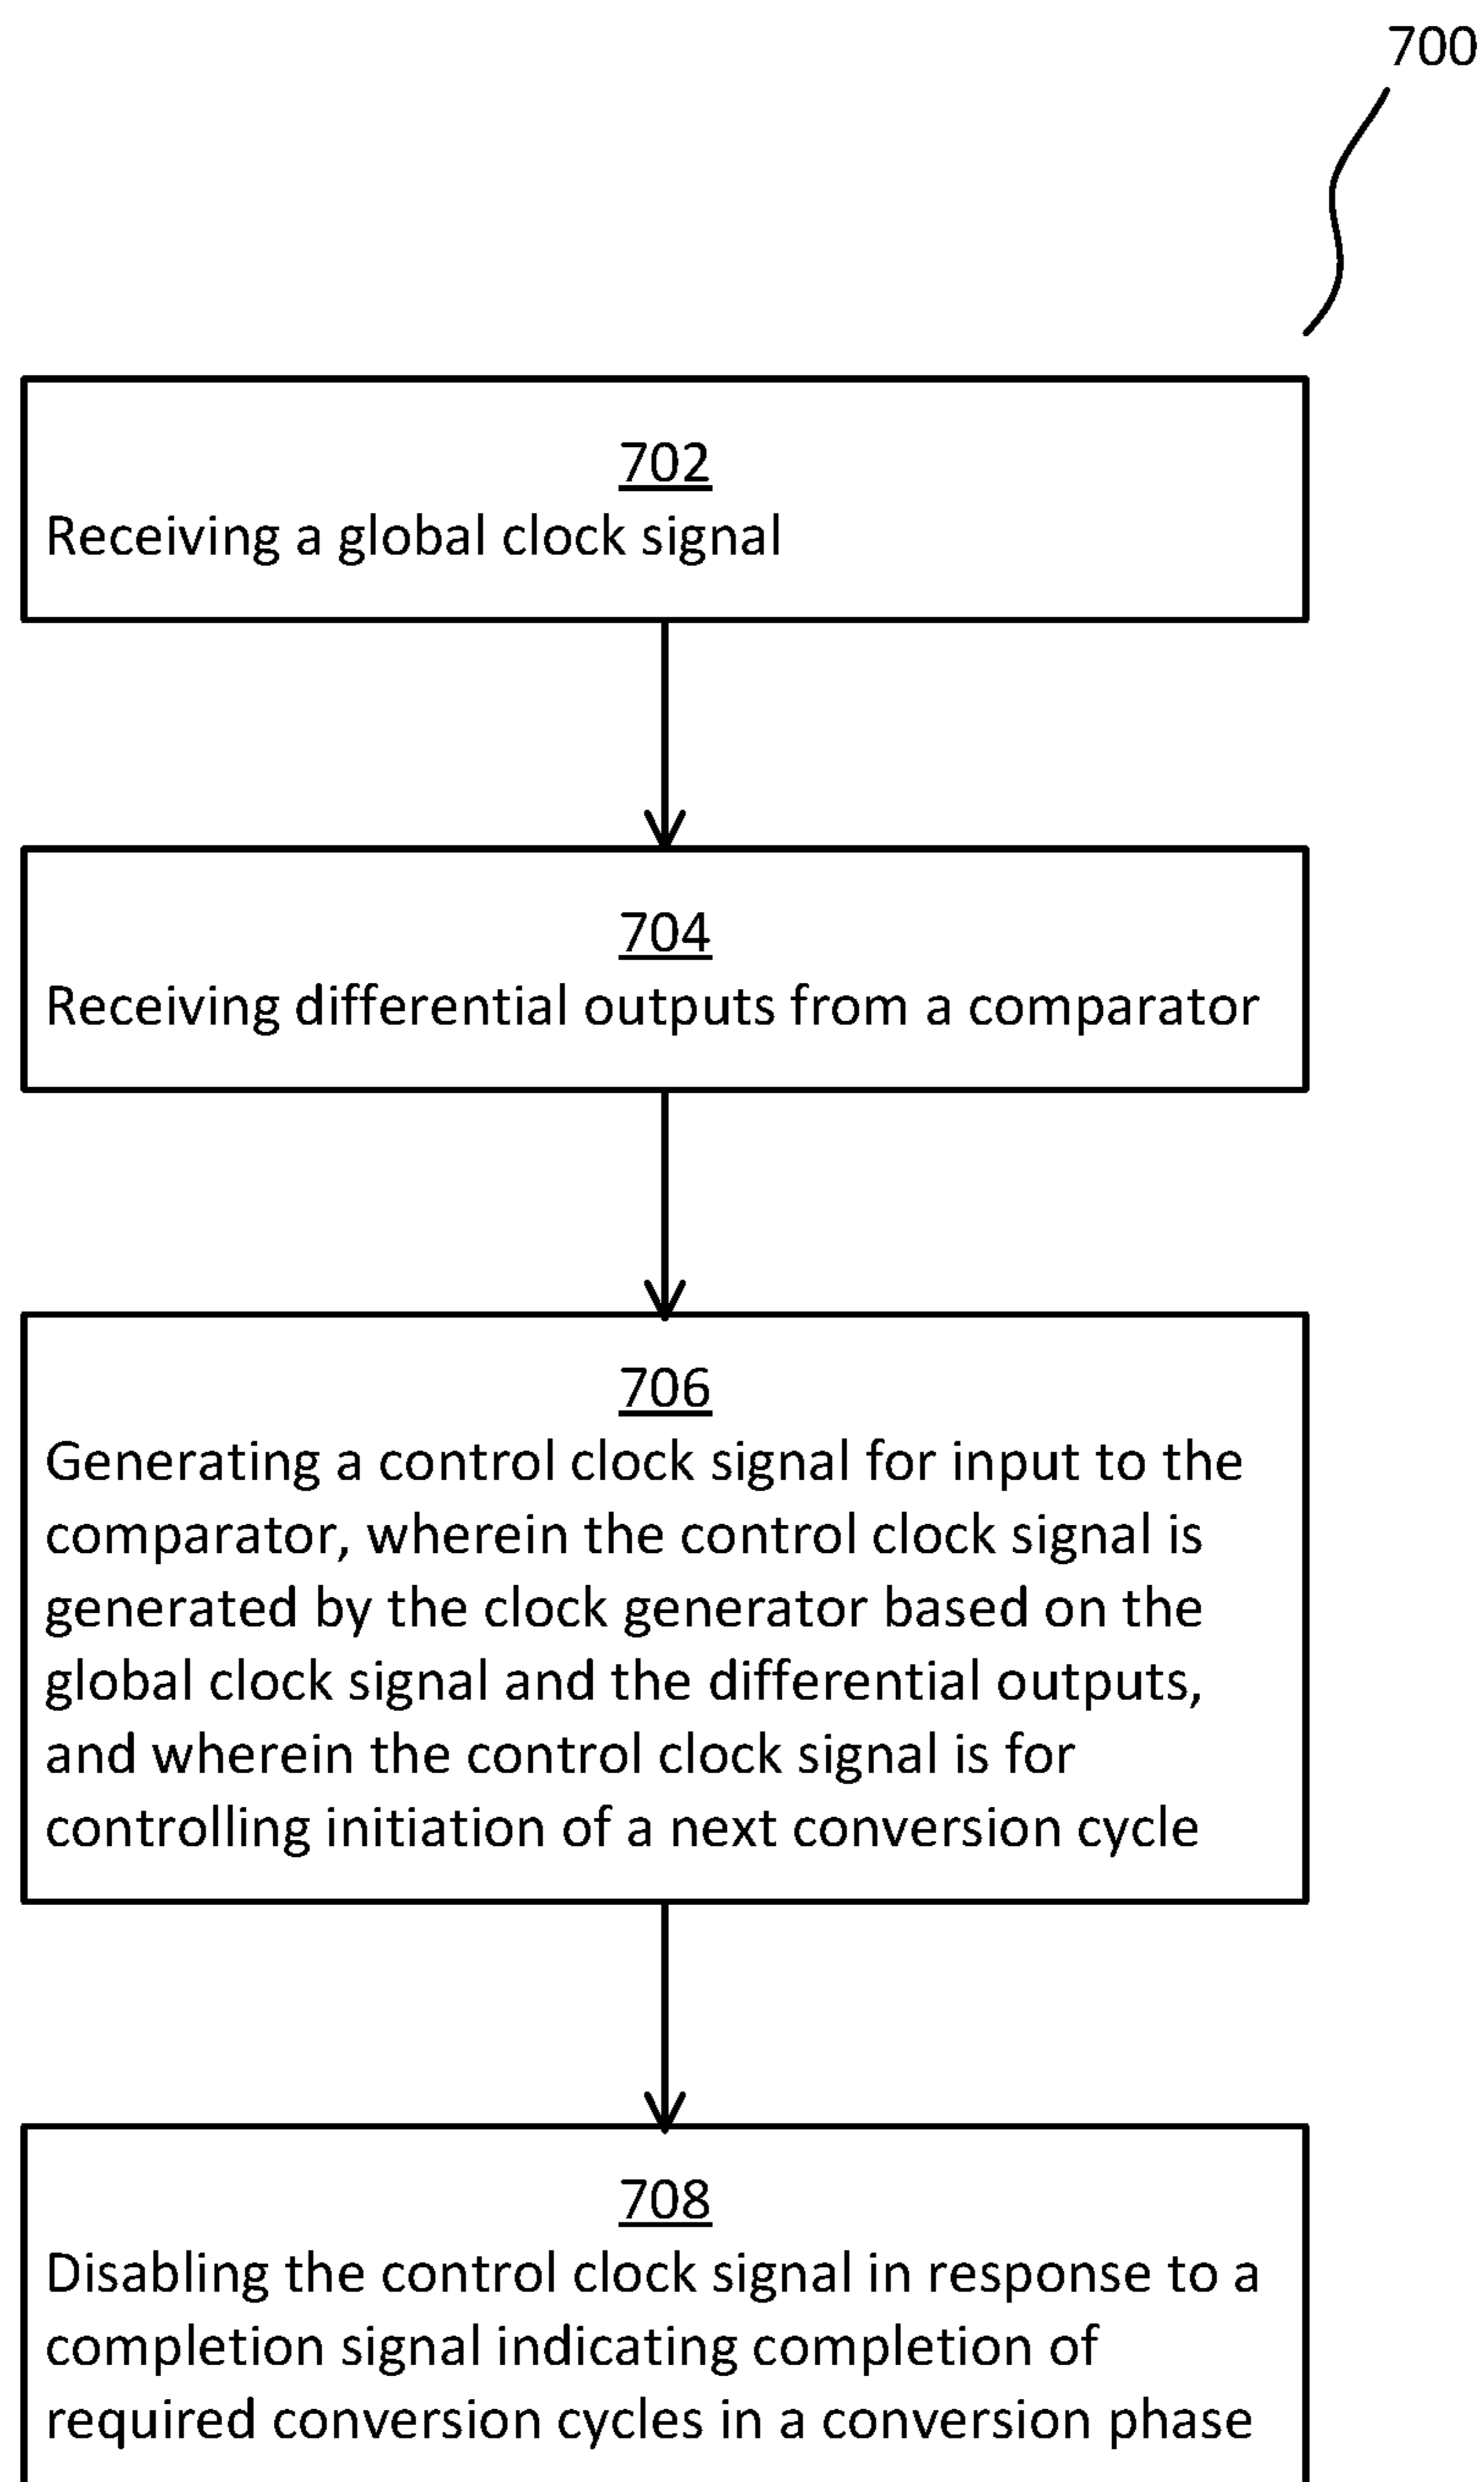 700
702
Receiving a global clock signal
704
Receiving differential outputs from a comparator
706
Generating a control clock signal for input to the
comparator, wherein the control clock signal is
generated by the clock generator based on the
global clock signal and the differential outputs,
and wherein the control clock signal is for
controlling initiation of a next conversion cycle
708
Disabling the control clock signal in response to a
completion signal indicating completion of
required conversion cycles in a conversion phase